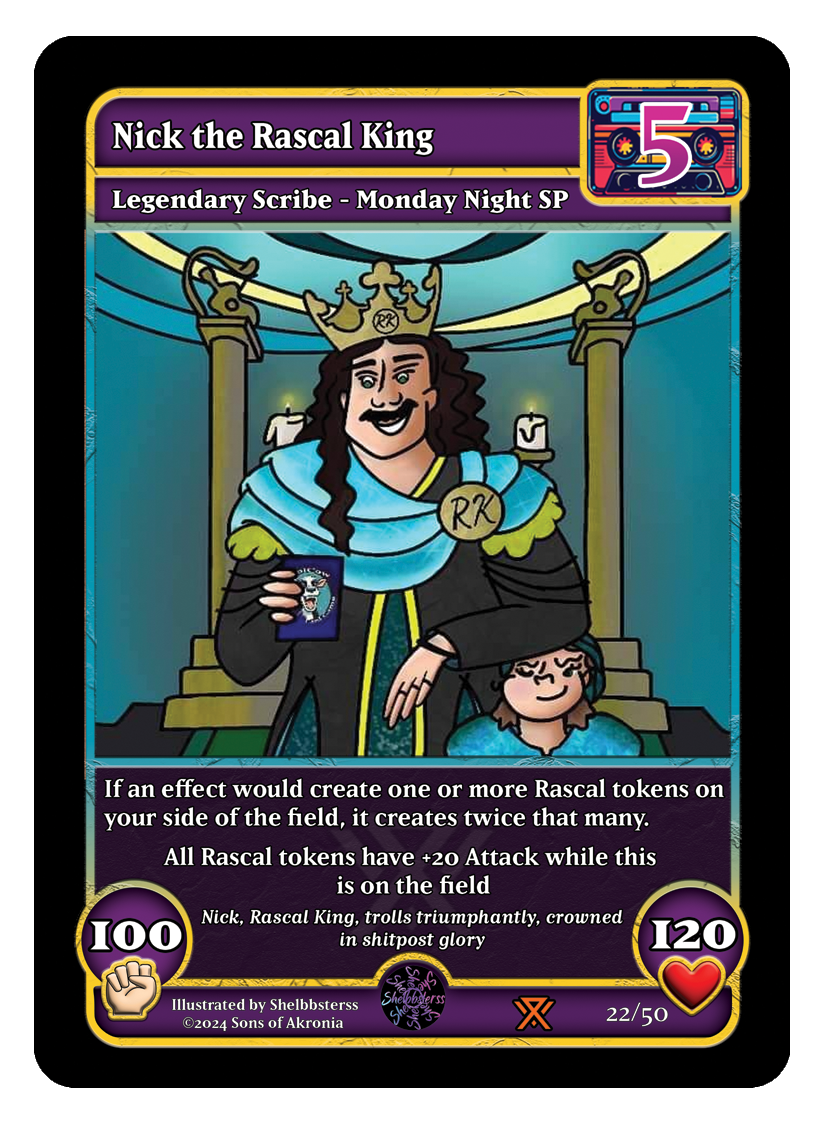 Nick the Rascal King
5
Legendary Scribe - Monday Night SP
RK
RK
If an effect would create one or more Rascal tokens on
your side of the field, it creates twice that many.
All Rascal tokens have +20 Attack while this
is on the field
Nick, Rascal King, trolls triumphantly, crowned
in shitpost glory
100
120
Illustrated by Shelbbsterss
©2024 Sons of Akronia
Shelbbsterss
22/50